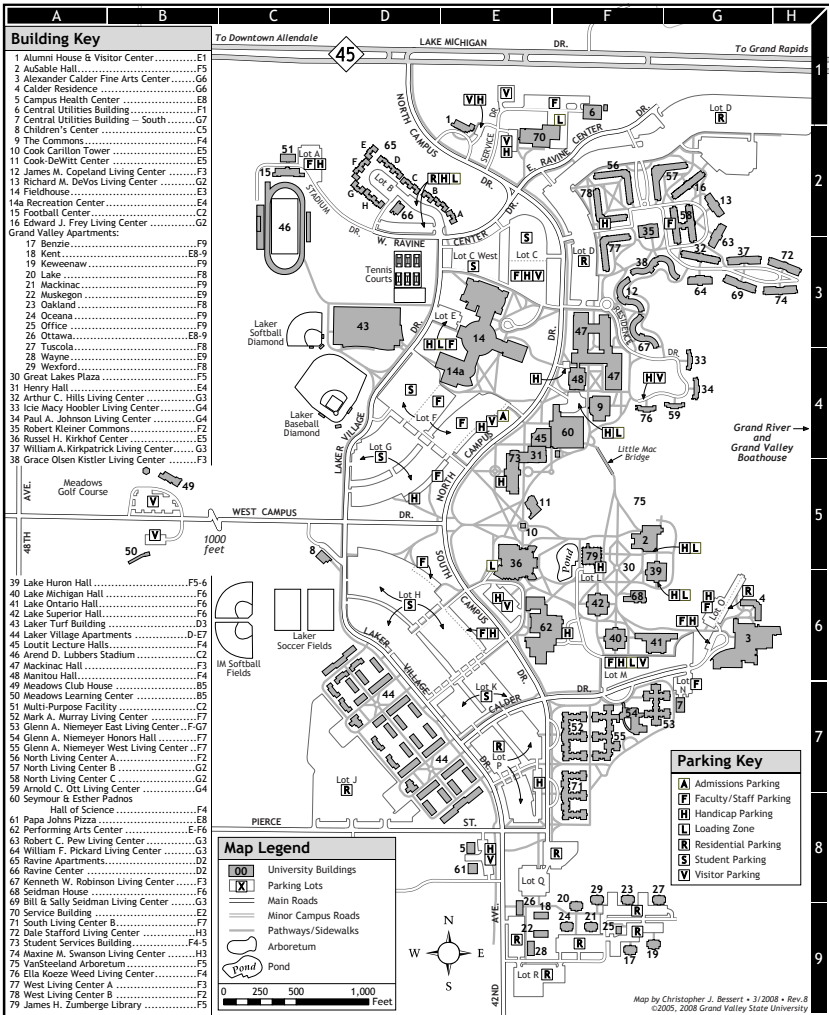 A B C D E F G H
Building Key
1 Alumni House & Visitor Center E1
2 AuSable Hall F5
3 Alexander Calder Fine Arts Center G6
4 Calder Residence G6
5 Campus Health Center E8
6 Central Utilities Building F1
7 Central Utilities Building – South G7
8 Children's Center C5
9 The Commons F4
10 Cook Carillon Tower E5
11 Cook-DeWitt Center E5
12 James M. Copeland Living Center F3
13 Richard M. DeVos Living Center G2
14 Fieldhouse E3
14a Recreation Center E4
15 Football Center C2
16 Edward J. Frey Living Center G2
Grand Valley Apartments:
17 Benzie F9
18 Kent E8-9
19 Keweenaw F9
20 Lake F8
21 Mackinac F9
22 Muskegon E9
23 Oakland F8
24 Oceana F9
25 Office F9
26 Ottawa E8-9
27 Tuscola F8
28 Wayne E9
29 Wexford F8
30 Great Lakes Plaza F5
31 Henry Hall E4
32 Arthur C. Hills Living Center G3
33 Icie Macy Hoobler Living Center G4
34 Paul A. Johnson Living Center G4
35 Robert Kleiner Commons F2
36 Russel H. Kirkhof Center E5
37 William A. Kirkpatrick Living Center G3
38 Grace Olsen Kistler Living Center F3
39 Lake Huron Hall F5-6
40 Lake Michigan Hall F6
41 Lake Ontario Hall F6
42 Lake Superior Hall F6
43 Lake Turf Building D3
44 Laker Village Apartments D-E7
45 Loutit Lecture Halls F4
46 Arend D. Lubbers Stadium C2
47 Mackinac Hall F3
48 Manitou Hall F4
49 Meadows Club House B5
50 Meadows Learning Center B5
51 Multi-Purpose Facility C2
52 Mark A. Murray Living Center F7
53 Glenn A. Niemeyer East Living Center F-G7
54 Glenn A. Niemeyer Honors Hall F7
55 Glenn A. Niemeyer West Living Center F7
56 North Living Center A F2
57 North Living Center B G2
58 North Living Center C G2
59 Arnold C. Ott Living Center G4
60 Seymour & Esther Padnos
Hall of Science F4
61 Papa Johns Pizza E8
62 Performing Arts Center E-F6
63 Robert C. Pew Living Center G3
64 William F. Pickard Living Center G3
65 Ravine Apartments D2
66 Ravine Center D2
67 Kenneth W. Robinson Living Center F3
68 Seidman House F6
69 Bill & Sally Seidman Living Center G3
70 Service Building E2
71 South Living Center B F7
72 Dale Stafford Living Center H3
73 Student Services Building F4-5
74 Maxine M. Swanson Living Center H3
75 VanSteeland Arboretum F5
76 Ella Koeze Weed Living Center F4
77 West Living Center A F3
78 West Living Center B F2
79 James H. Zumberge Library F5
To Downtown Allendale
45
LAKE MICHIGAN DR.
To Grand Rapids
NORTH CAMPUS DR.
SERVICE DR.
E. RAVINE CENTER DR.
Lot D
Lot A
Lot B
STADIUM DR.
W. RAVINE CENTER DR.
Tennis
Courts
Lot C West
Lot C
Lot D
Lot E
Laker
Softball
Diamond
Laker
Baseball
Diamond
RESIDENCE DR.
Lot F
Lot G
LAKER VILLAGE DR.
NORTH CAMPUS DR.
Grand River
and
Grand Valley
Boathouse
Little Mac
Bridge
48TH AVE.
Meadows
Golf Course
WEST CAMPUS DR.
1000
feet
Pond
Lot L
SOUTH CAMPUS DR.
Lot H
Laker
Soccer Fields
IM Softball
Fields
LAKER VILLAGE DR.
Lot O
Lot M
Lot N
Lot K
CALDER DR.
Lot P
Lot J
PIERCE ST.
Lot Q
42ND AVE.
Lot R
Parking Key
A Admissions Parking
F Faculty/Staff Parking
H Handicap Parking
L Loading Zone
R Residential Parking
S Student Parking
V Visitor Parking
Map Legend
00 University Buildings
X Parking Lots
Main Roads
Minor Campus Roads
Pathways/Sidewalks
Arboretum
Pond Pond
0 250 500 1,000
Feet
N
W E
S
1
2
3
4
5
6
7
8
9
Map by Christopher J. Bessert • 3/2008 • Rev.8
©2005, 2008 Grand Valley State University